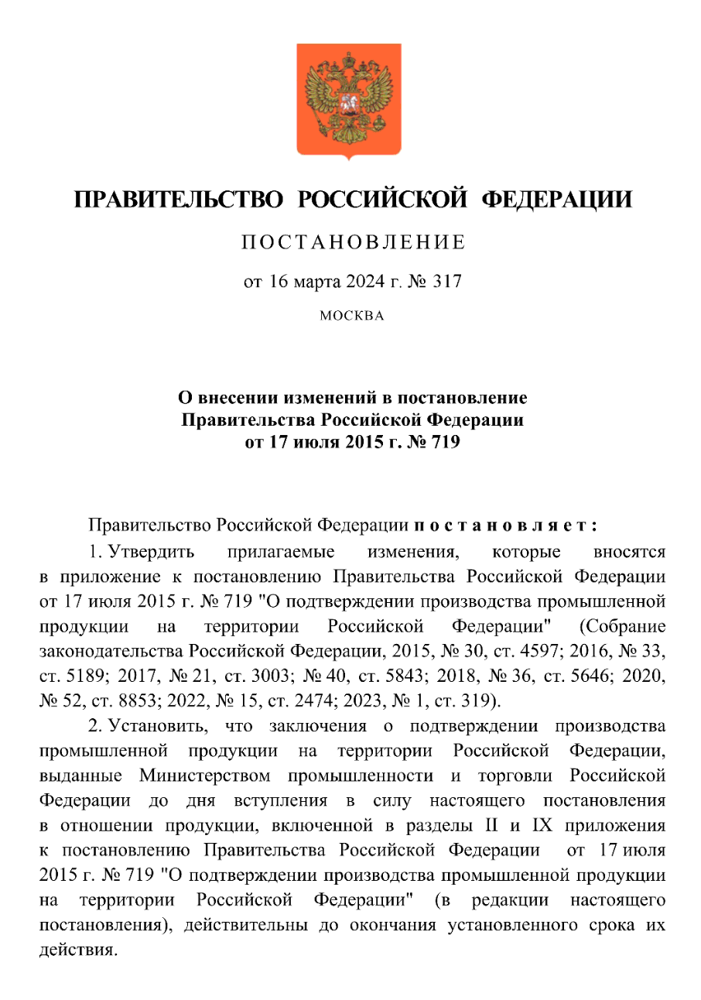 ПРАВИТЕЛЬСТВО РОССИЙСКОЙ ФЕДЕРАЦИИ
ПОСТАНОВЛЕНИЕ
от 16 марта 2024 г. № 317
МОСКВА
О внесении изменений в постановление
Правительства Российской Федерации
от 17 июля 2015 г. № 719
Правительство Российской Федерации п о с т а н о в л я е т :
1. Утвердить прилагаемые изменения, которые вносятся
в приложение к постановлению Правительства Российской Федерации
от 17 июля 2015 г. № 719 "О подтверждении производства промышленной
продукции на территории Российской Федерации" (Собрание
законодательства Российской Федерации, 2015, № 30, ст. 4597; 2016, № 33,
ст. 5189; 2017, № 21, ст. 3003; № 40, ст. 5843; 2018, № 36, ст. 5646; 2020,
№ 52, ст. 8853; 2022, № 15, ст. 2474; 2023, № 1, ст. 319).
2. Установить, что заключения о подтверждении производства
промышленной продукции на территории Российской Федерации,
выданные Министерством промышленности и торговли Российской
Федерации до дня вступления в силу настоящего постановления
в отношении продукции, включенной в разделы II и IX приложения
к постановлению Правительства Российской Федерации от 17 июля
2015 г. № 719 "О подтверждении производства промышленной продукции
на территории Российской Федерации" (в редакции настоящего
постановления), действительны до окончания установленного срока их
действия.